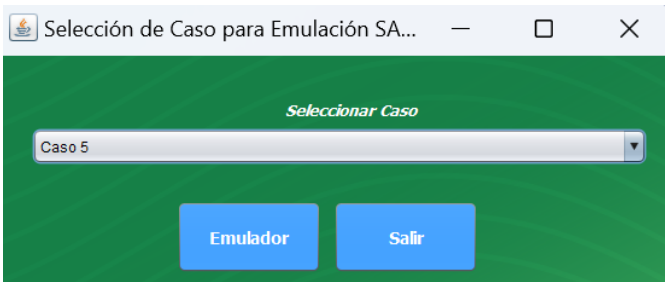 Selección de Caso para Emulación SA...
Seleccionar Caso
Caso 5
Emulador
Salir